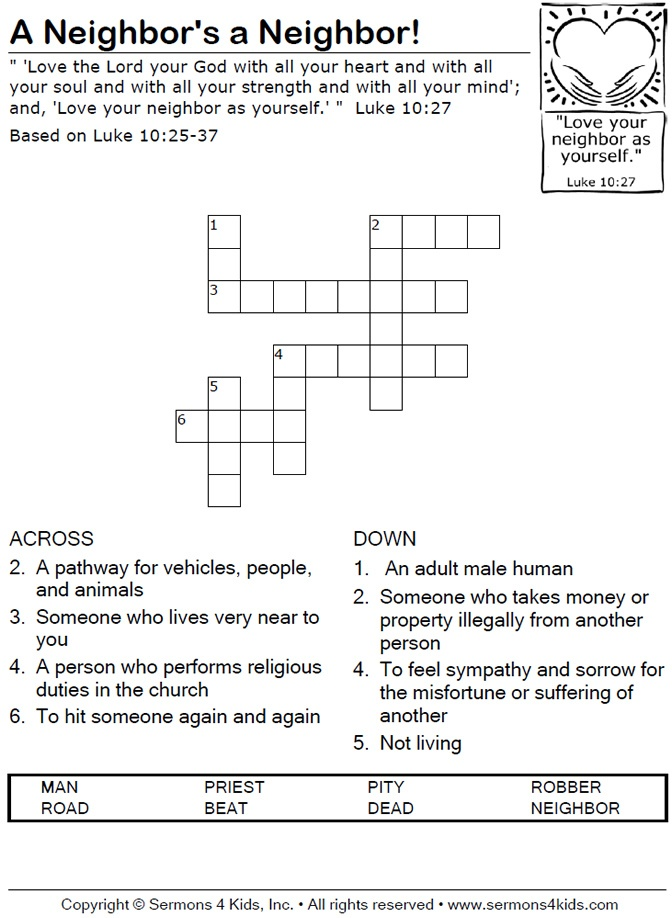 A Neighbor's a Neighbor!
" 'Love the Lord your God with all your heart and with all
your soul and with all your strength and with all your mind';
and, 'Love your neighbor as yourself.' "  Luke 10:27
Based on Luke 10:25-37
"Love your
neighbor as
yourself."
Luke 10:27
1
2
3
4
5
6
ACROSS
2. A pathway for vehicles, people,
and animals
3. Someone who lives very near to
you
4. A person who performs religious
duties in the church
6. To hit someone again and again
DOWN
1. An adult male human
2. Someone who takes money or
property illegally from another
person
4. To feel sympathy and sorrow for
the misfortune or suffering of
another
5. Not living
MAN PRIEST PITY ROBBER
ROAD BEAT DEAD NEIGHBOR
Copyright © Sermons 4 Kids, Inc. • All rights reserved • www.sermons4kids.com